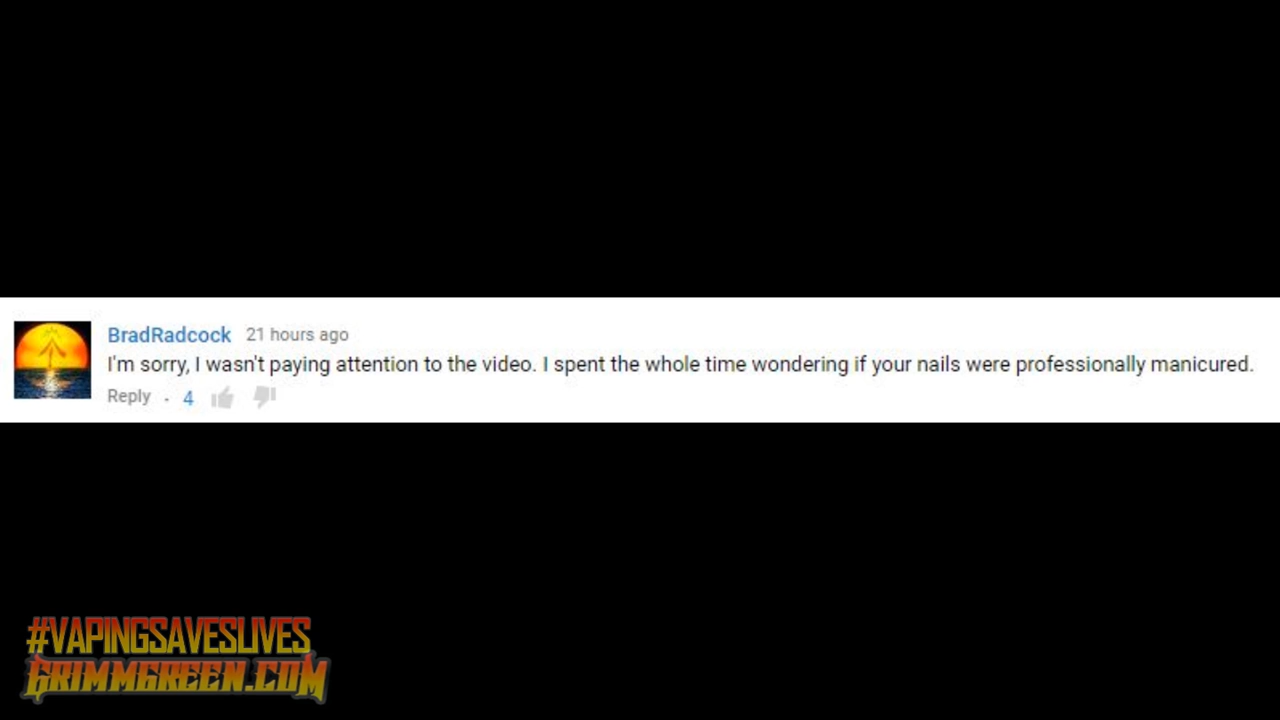 BradRadcock 21 hours ago
I'm sorry, I wasn't paying attention to the video. I spent the whole time wondering if your nails were professionally manicured.
Reply . 4
#VAPINGSAVESLIVES
GRIMMGREEN.COM